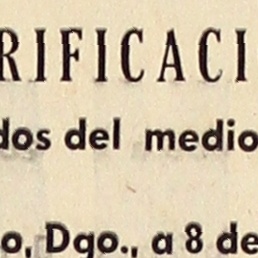 RIFICACI
dos del medio
o, Dgo., a 8 de